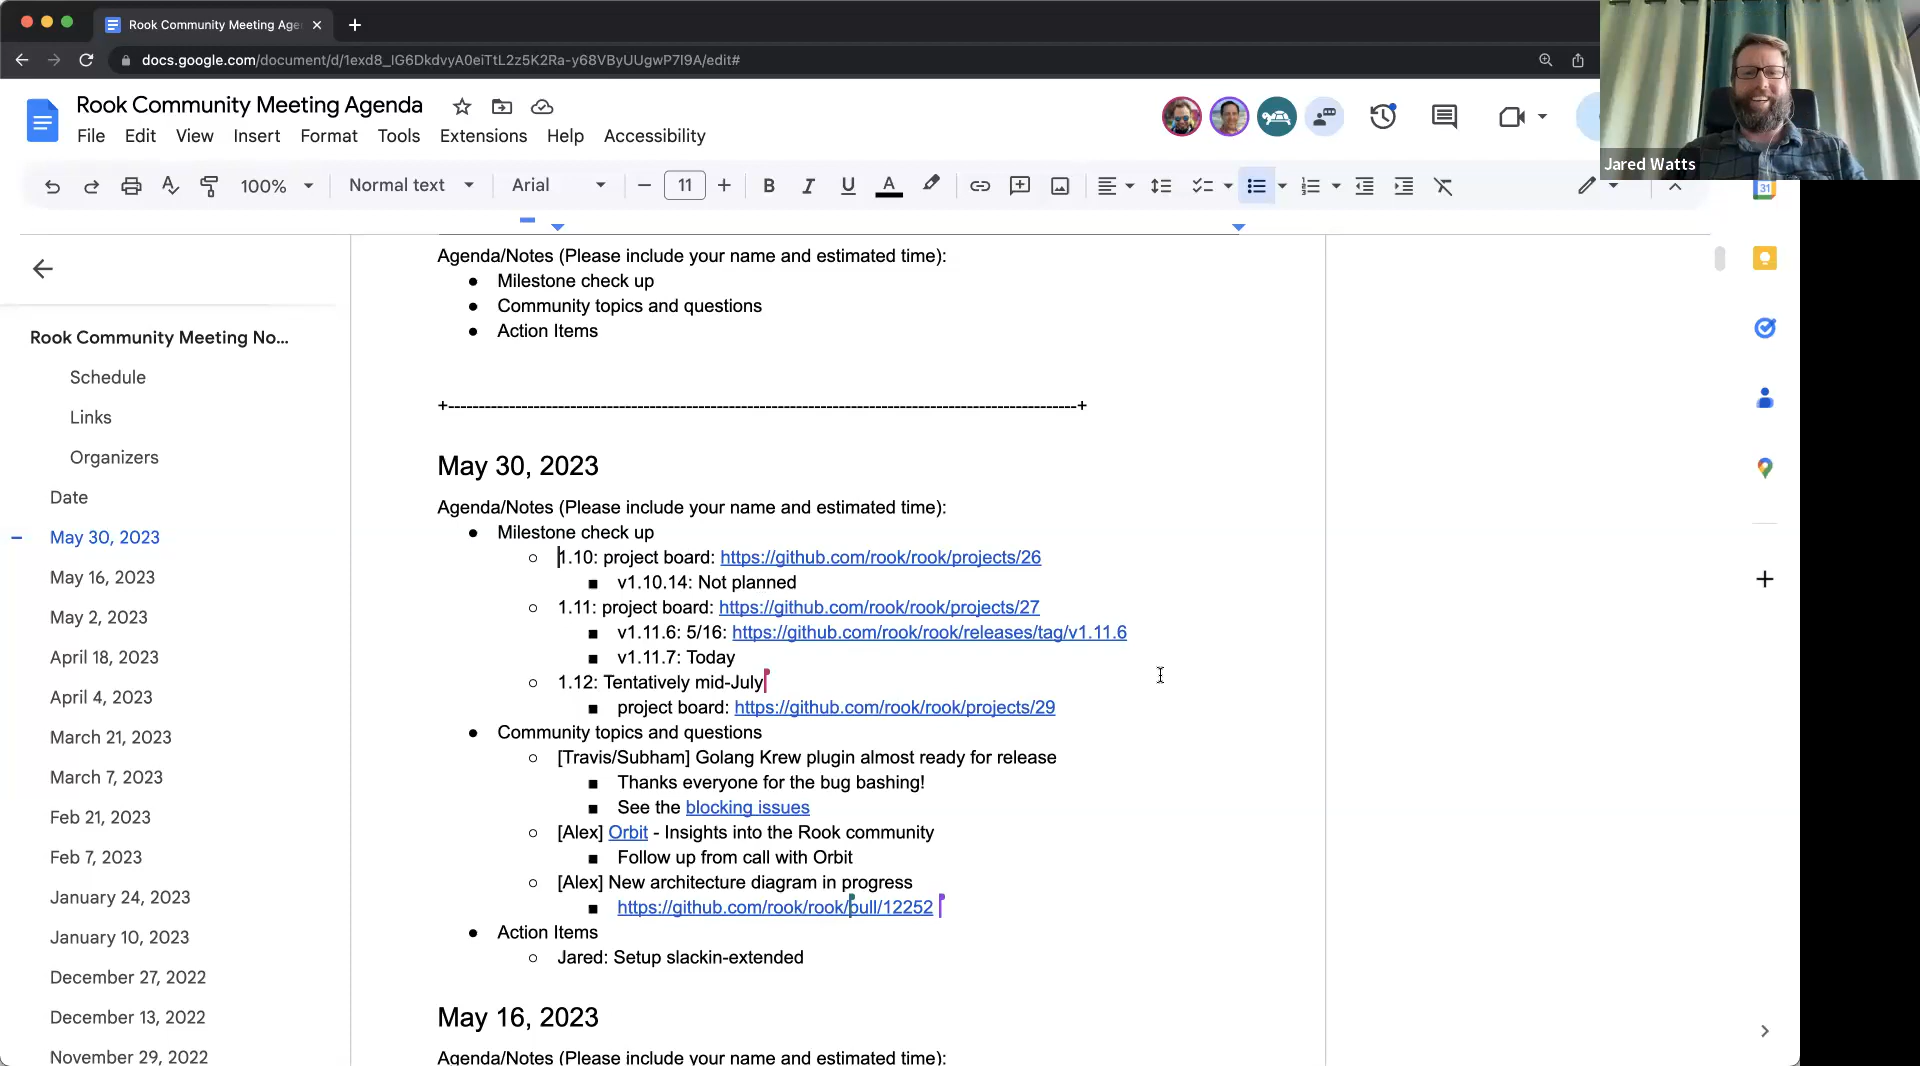 Rook Community Meeting Age
docs.google.com/document/d/1exd8_lG6DkdvyA0eiTtL2z5K2Ra-y68VByUUgwP7I9A/edit#
Jared Watts
Rook Community Meeting Agenda
File Edit View Insert Format Tools Extensions Help Accessibility
100% Normal text Arial 11 B I U A
31
Rook Community Meeting No...
Schedule
Links
Organizers
Date
May 30, 2023
May 16, 2023
May 2, 2023
April 18, 2023
April 4, 2023
March 21, 2023
March 7, 2023
Feb 21, 2023
Feb 7, 2023
January 24, 2023
January 10, 2023
December 27, 2022
December 13, 2022
November 29, 2022
Agenda/Notes (Please include your name and estimated time):
● Milestone check up
● Community topics and questions
● Action Items
+-----------------------------------------------------------------------------------------------------+
May 30, 2023
Agenda/Notes (Please include your name and estimated time):
● Milestone check up
○ 1.10: project board: https://github.com/rook/rook/projects/26
■ v1.10.14: Not planned
○ 1.11: project board: https://github.com/rook/rook/projects/27
■ v1.11.6: 5/16: https://github.com/rook/rook/releases/tag/v1.11.6
■ v1.11.7: Today
○ 1.12: Tentatively mid-July
■ project board: https://github.com/rook/rook/projects/29
● Community topics and questions
○ [Travis/Subham] Golang Krew plugin almost ready for release
■ Thanks everyone for the bug bashing!
■ See the blocking issues
○ [Alex] Orbit - Insights into the Rook community
■ Follow up from call with Orbit
○ [Alex] New architecture diagram in progress
■ https://github.com/rook/rook/pull/12252
● Action Items
○ Jared: Setup slackin-extended
May 16, 2023
Agenda/Notes (Please include your name and estimated time):